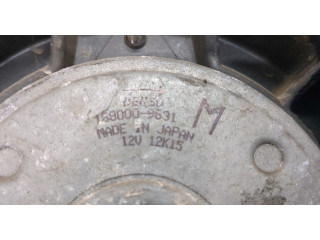 DENSO
168000-9631
M
MADE IN JAPAN
12V 12K15